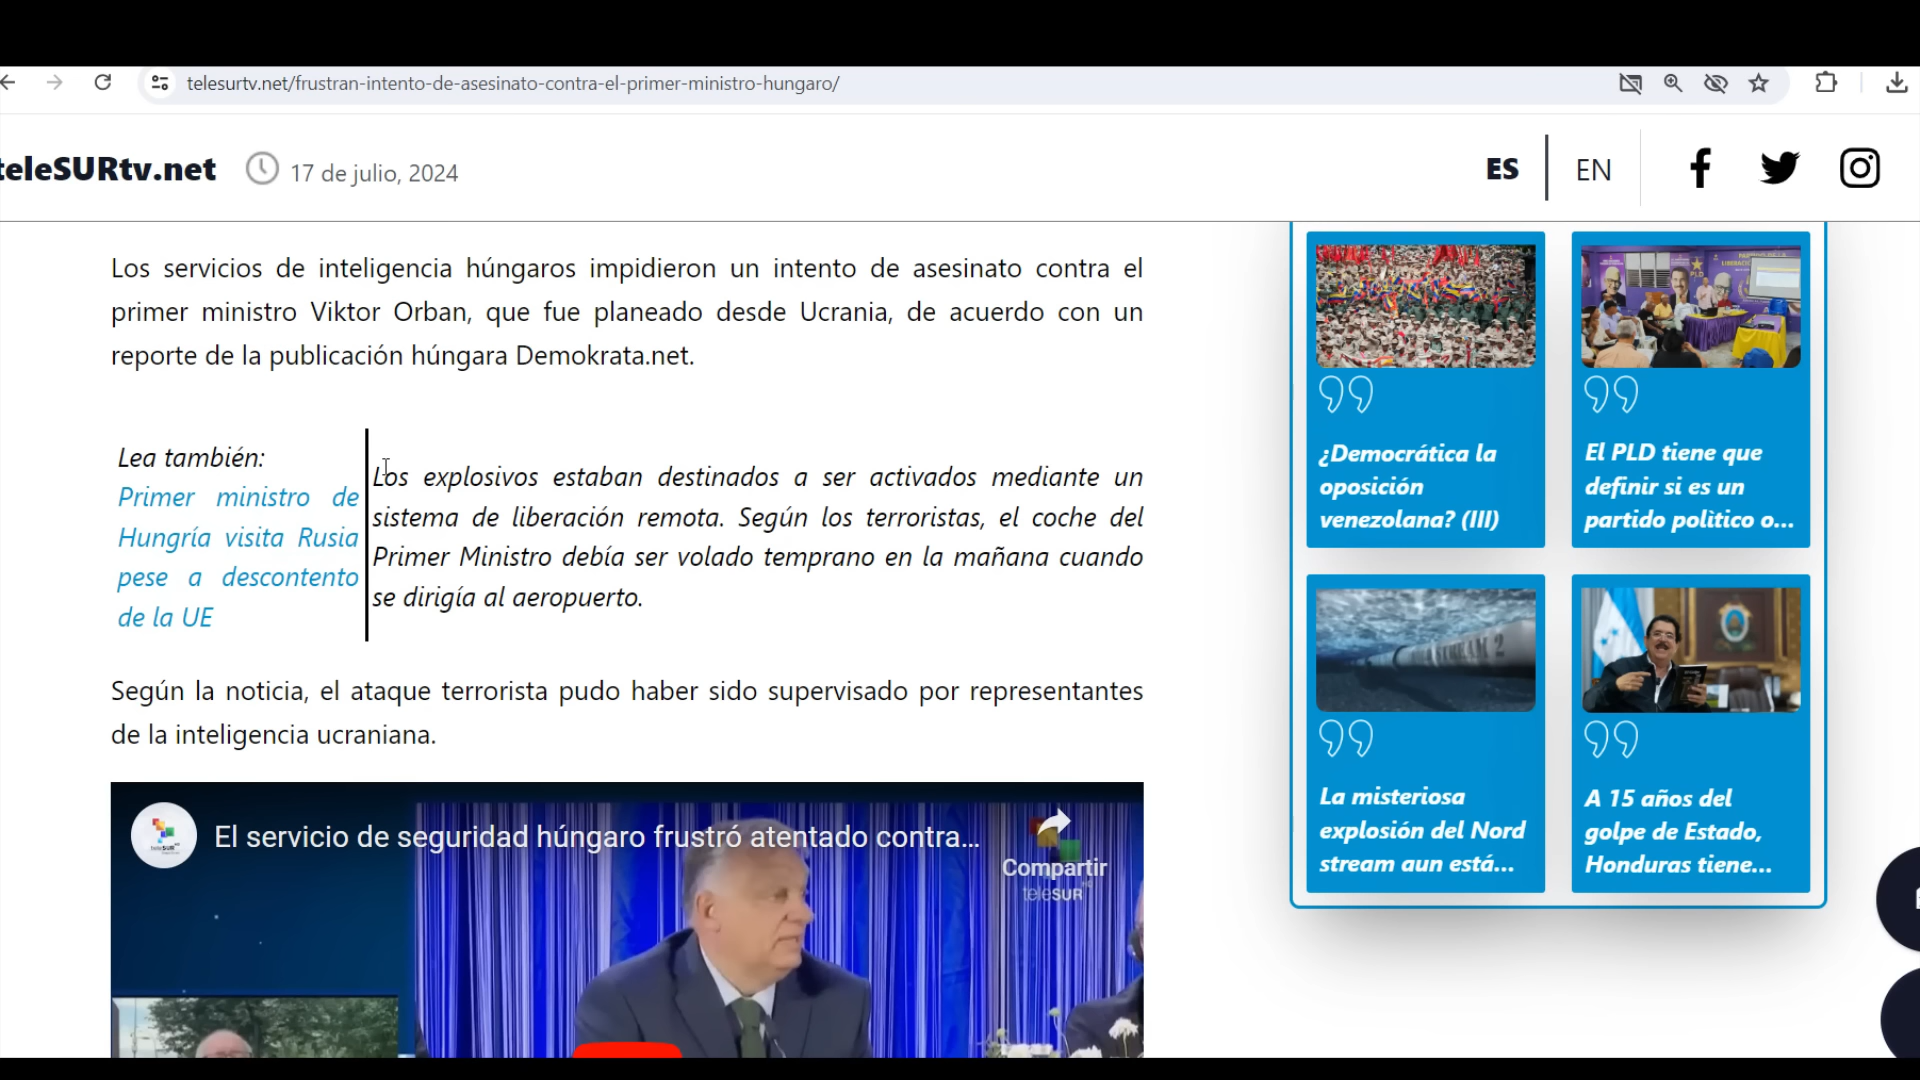 telesurtv.net/frustran-intento-de-asesinato-contra-el-primer-ministro-hungaro/
teleSURtv.net
17 de julio, 2024
ES
EN
Los servicios de inteligencia húngaros impidieron un intento de asesinato contra el
primer ministro Viktor Orban, que fue planeado desde Ucrania, de acuerdo con un
reporte de la publicación húngara Demokrata.net.
Lea también:
Primer ministro de
Hungría visita Rusia
pese a descontento
de la UE
Los explosivos estaban destinados a ser activados mediante un
sistema de liberación remota. Según los terroristas, el coche del
Primer Ministro debía ser volado temprano en la mañana cuando
se dirigía al aeropuerto.
Según la noticia, el ataque terrorista pudo haber sido supervisado por representantes
de la inteligencia ucraniana.
El servicio de seguridad húngaro frustró atentado contra...
Compartir
teleSUR
¿Democrática la
oposición
venezolana? (III)
PLD
El PLD tiene que
definir si es un
partido polìtico o...
La misteriosa
explosión del Nord
stream aun está...
A 15 años del
golpe de Estado,
Honduras tiene...